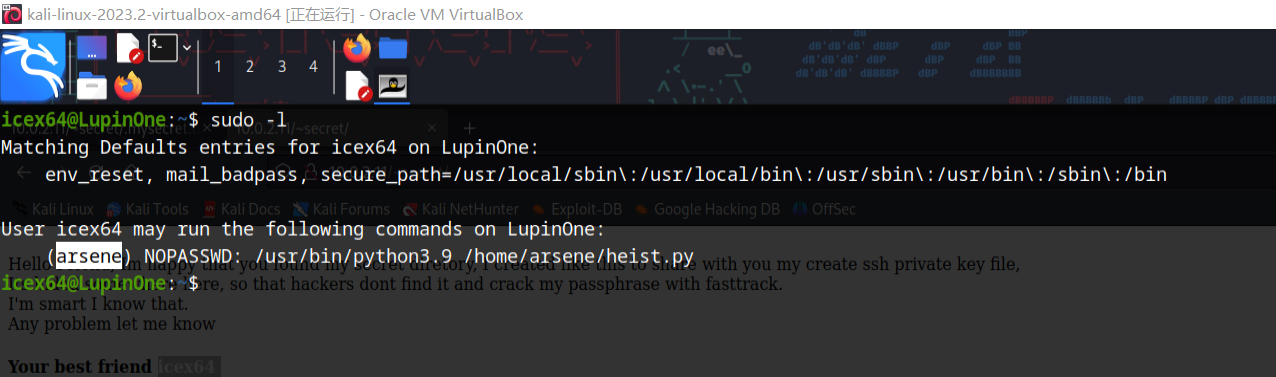 kali-linux-2023.2-virtualbox-amd64 [正在运行] - Oracle VM VirtualBox
1 2 3 4
icex64@LupinOne:~$ sudo -l
Matching Defaults entries for icex64 on LupinOne:
env_reset, mail_badpass, secure_path=/usr/local/sbin\:/usr/local/bin\:/usr/sbin\:/usr/bin\:/sbin\:/bin
Kali Linux Kali Tools Kali Docs Kali Forums Kali NetHunter Exploit-DB Google Hacking DB OffSec
User icex64 may run the following commands on LupinOne:
(arsene) NOPASSWD: /usr/bin/python3.9 /home/arsene/heist.py
Hello that you found my secret diretory, I created like this to share with you my create ssh private key file,
icex64@LupinOne:~$
so that hackers dont find it and crack my passphrase with fasttrack.
I'm smart I know that.
Any problem let me know
Your best friend icex64